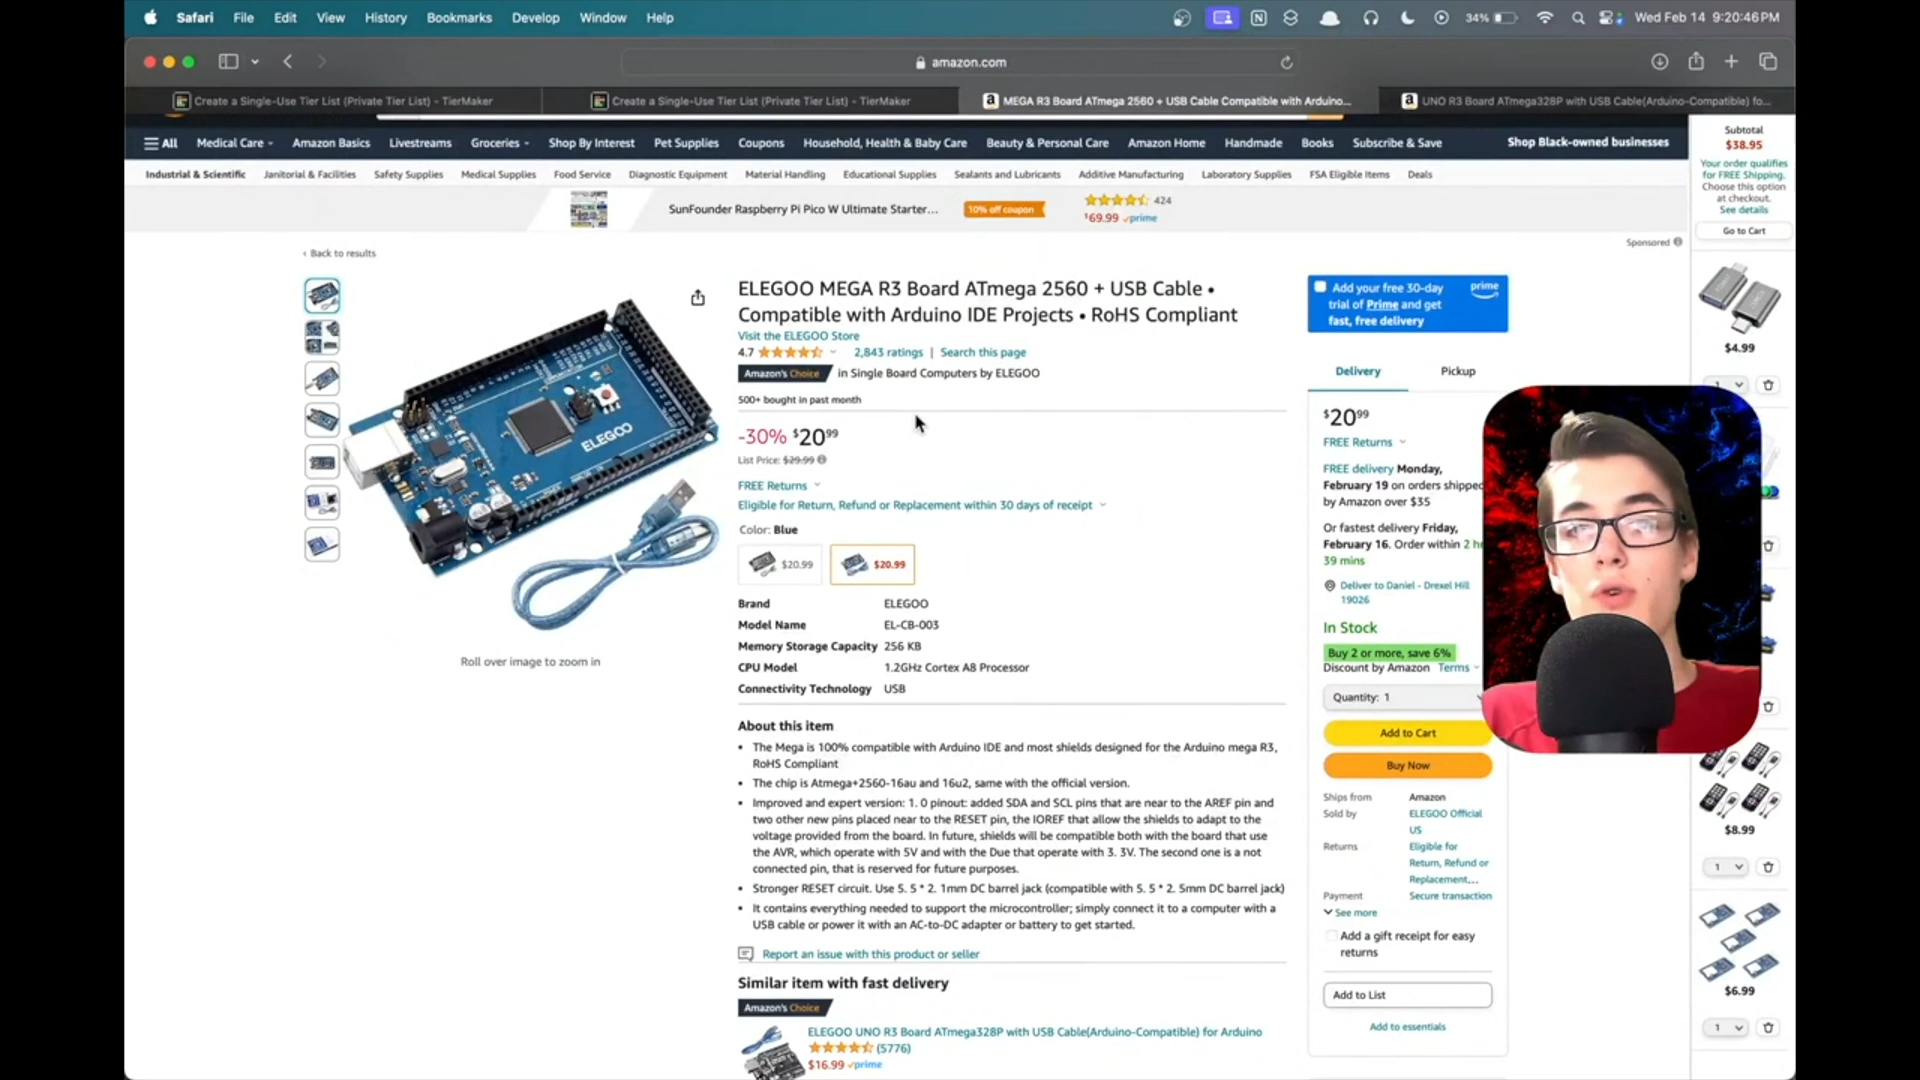 Safari File Edit View History Bookmarks Develop Window Help
34% Wed Feb 14 9:20:46 PM
amazon.com
Create a Single-Use Tier List (Private Tier List) - TierMaker
Create a Single-Use Tier List (Private Tier List) - TierMaker
MEGA R3 Board ATmega 2560 + USB Cable Compatible with Arduino...
UNO R3 Board ATmega328P with USB Cable(Arduino-Compatible) fo...
All Medical Care Amazon Basics Livestreams Groceries Shop By Interest Pet Supplies Coupons Household, Health & Baby Care Beauty & Personal Care Amazon Home Handmade Books Subscribe & Save Shop Black-owned businesses
Industrial & Scientific Janitorial & Facilities Safety Supplies Medical Supplies Food Service Diagnostic Equipment Material Handling Educational Supplies Sealants and Lubricants Additive Manufacturing Laboratory Supplies FSA Eligible Items Deals
SunFounder Raspberry Pi Pico W Ultimate Starter...
10% off coupon
424
$69.99 prime
Sponsored
‹ Back to results
ELEGOO
Roll over image to zoom in
ELEGOO MEGA R3 Board ATmega 2560 + USB Cable •
Compatible with Arduino IDE Projects • RoHS Compliant
Visit the ELEGOO Store
4.7 2,843 ratings | Search this page
Amazon's Choice in Single Board Computers by ELEGOO
500+ bought in past month
-30% $20 99
List Price: $29.99
FREE Returns
Eligible for Return, Refund or Replacement within 30 days of receipt
Color: Blue
$20.99
$20.99
Brand ELEGOO
Model Name EL-CB-003
Memory Storage Capacity 256 KB
CPU Model 1.2GHz Cortex A8 Processor
Connectivity Technology USB
About this item
• The Mega is 100% compatible with Arduino IDE and most shields designed for the Arduino mega R3,
RoHS Compliant
• The chip is Atmega+2560-16au and 16u2, same with the official version.
• Improved and expert version: 1. 0 pinout: added SDA and SCL pins that are near to the AREF pin and
two other new pins placed near to the RESET pin, the IOREF that allow the shields to adapt to the
voltage provided from the board. In future, shields will be compatible both with the board that use
the AVR, which operate with 5V and with the Due that operate with 3. 3V. The second one is a not
connected pin, that is reserved for future purposes.
• Stronger RESET circuit. Use 5. 5 * 2. 1mm DC barrel jack (compatible with 5. 5 * 2. 5mm DC barrel jack)
• It contains everything needed to support the microcontroller; simply connect it to a computer with a
USB cable or power it with an AC-to-DC adapter or battery to get started.
Report an issue with this product or seller
Similar item with fast delivery
Amazon's Choice
ELEGOO UNO R3 Board ATmega328P with USB Cable(Arduino-Compatible) for Arduino
(5776)
$16.99 prime
Add your free 30-day
trial of Prime and get
fast, free delivery
prime
Delivery Pickup
$20 99
FREE Returns
FREE delivery Monday,
February 19 on orders shipped
by Amazon over $35
Or fastest delivery Friday,
February 16. Order within 2
39 mins
Deliver to Daniel - Drexel Hill
19026
In Stock
Buy 2 or more, save 6%
Discount by Amazon Terms
Quantity: 1
Add to Cart
Buy Now
Ships from Amazon
Sold by ELEGOO Official
US
Returns Eligible for
Return, Refund or
Replacement...
Payment Secure transaction
See more
Add a gift receipt for easy
returns
Add to List
Add to essentials
Subtotal
$38.95
Your order qualifies
for FREE Shipping.
Choose this option
at checkout.
See details
Go to Cart
$4.99
$8.99
1
$6.99
1